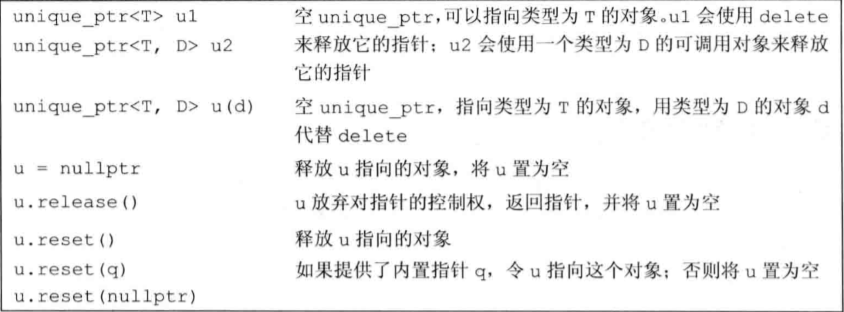 unique_ptr<T> u1 空 unique_ptr,可以指向类型为 T 的对象。u1 会使用 delete
unique_ptr<T, D> u2 来释放它的指针；u2 会使用一个类型为 D 的可调用对象来释放
它的指针
unique_ptr<T, D> u(d) 空 unique_ptr，指向类型为 T 的对象，用类型为 D 的对象 d
代替 delete
u = nullptr 释放 u 指向的对象，将 u 置为空
u.release() u 放弃对指针的控制权，返回指针，并将 u 置为空
u.reset() 释放 u 指向的对象
u.reset(q) 如果提供了内置指针 q，令 u 指向这个对象；否则将 u 置为空
u.reset(nullptr)